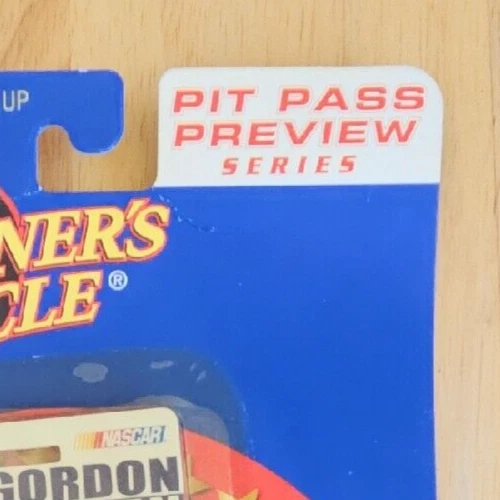 UP
PIT PASS
PREVIEW
SERIES
NER'S
CLE®
NASCAR
GORDON